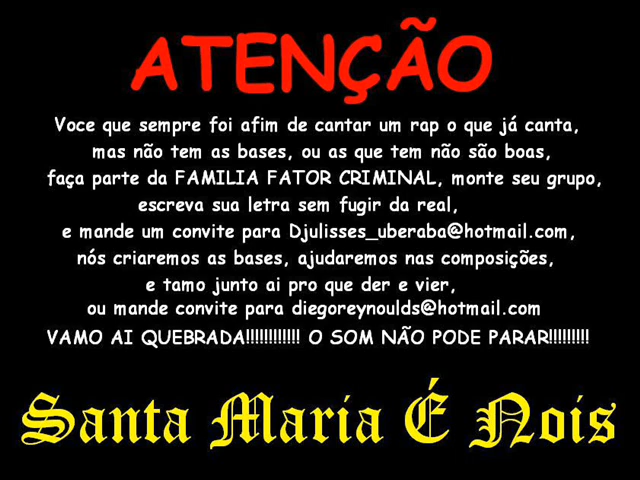 ATENÇÃO
Voce que sempre foi afim de cantar um rap o que já canta,
mas não tem as bases, ou as que tem não são boas,
faça parte da FAMILIA FATOR CRIMINAL, monte seu grupo,
escreva sua letra sem fugir da real,
e mande um convite para Djulisses_uberaba@hotmail.com,
nós criaremos as bases, ajudaremos nas composições,
e tamo junto ai pro que der e vier,
ou mande convite para diegoreynoulds@hotmail.com
VAMO AI QUEBRADA!!!!!!!!!!!! O SOM NÃO PODE PARAR!!!!!!!!!
Santa Maria É Nois